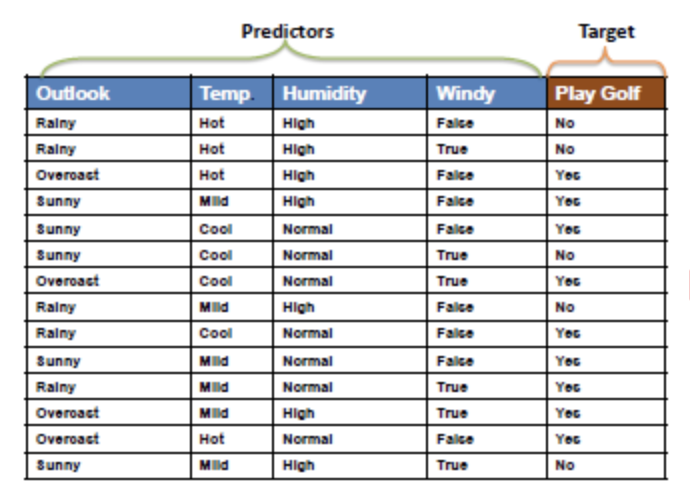 Predictors Target
Outlook Temp. Humidity Windy Play Golf
Rainy Hot High False No
Rainy Hot High True No
Overcast Hot High False Yes
Sunny Mild High False Yes
Sunny Cool Normal False Yes
Sunny Cool Normal True No
Overcast Cool Normal True Yes
Rainy Mild High False No
Rainy Cool Normal False Yes
Sunny Mild Normal False Yes
Rainy Mild Normal True Yes
Overcast Mild High True Yes
Overcast Hot Normal False Yes
Sunny Mild High True No